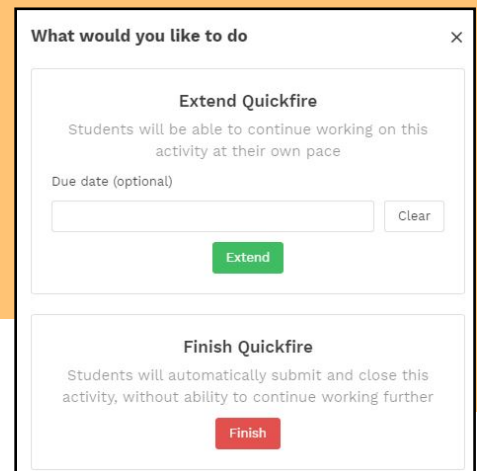 What would you like to do
Extend Quickfire
Students will be able to continue working on this
activity at their own pace
Due date (optional)
Clear
Extend
Finish Quickfire
Students will automatically submit and close this
activity, without ability to continue working further
Finish